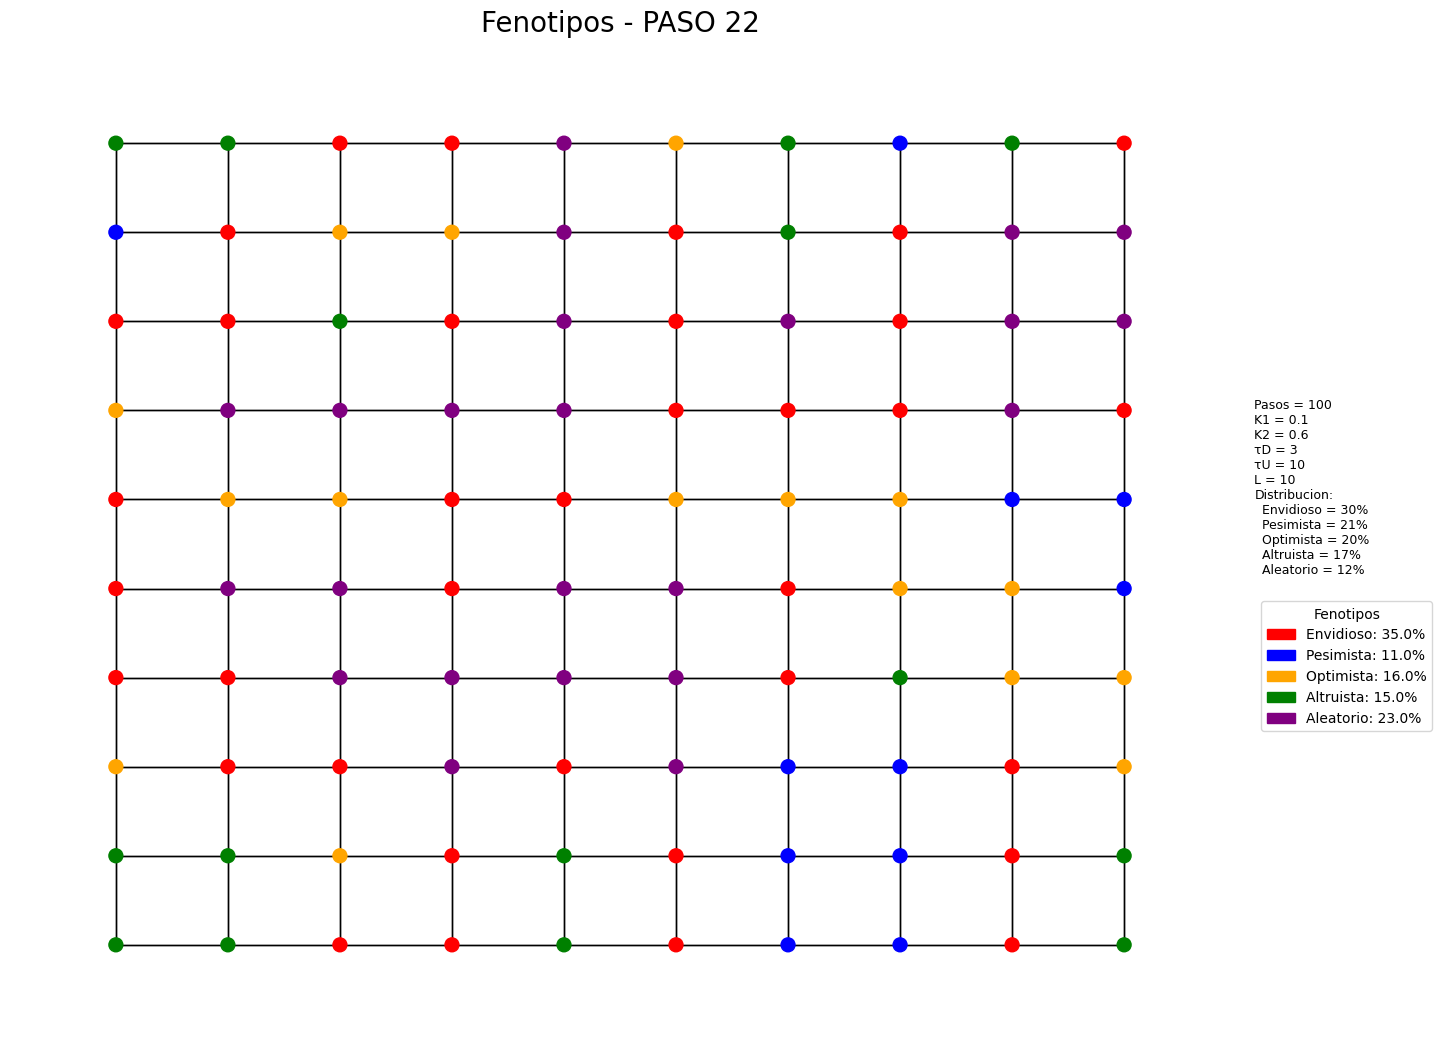 Fenotipos - PASO 22
Pasos = 100
K1 = 0.1
K2 = 0.6
τD = 3
τU = 10
L = 10
Distribucion:
Envidioso = 30%
Pesimista = 21%
Optimista = 20%
Altruista = 17%
Aleatorio = 12%
Fenotipos
Envidioso: 35.0%
Pesimista: 11.0%
Optimista: 16.0%
Altruista: 15.0%
Aleatorio: 23.0%